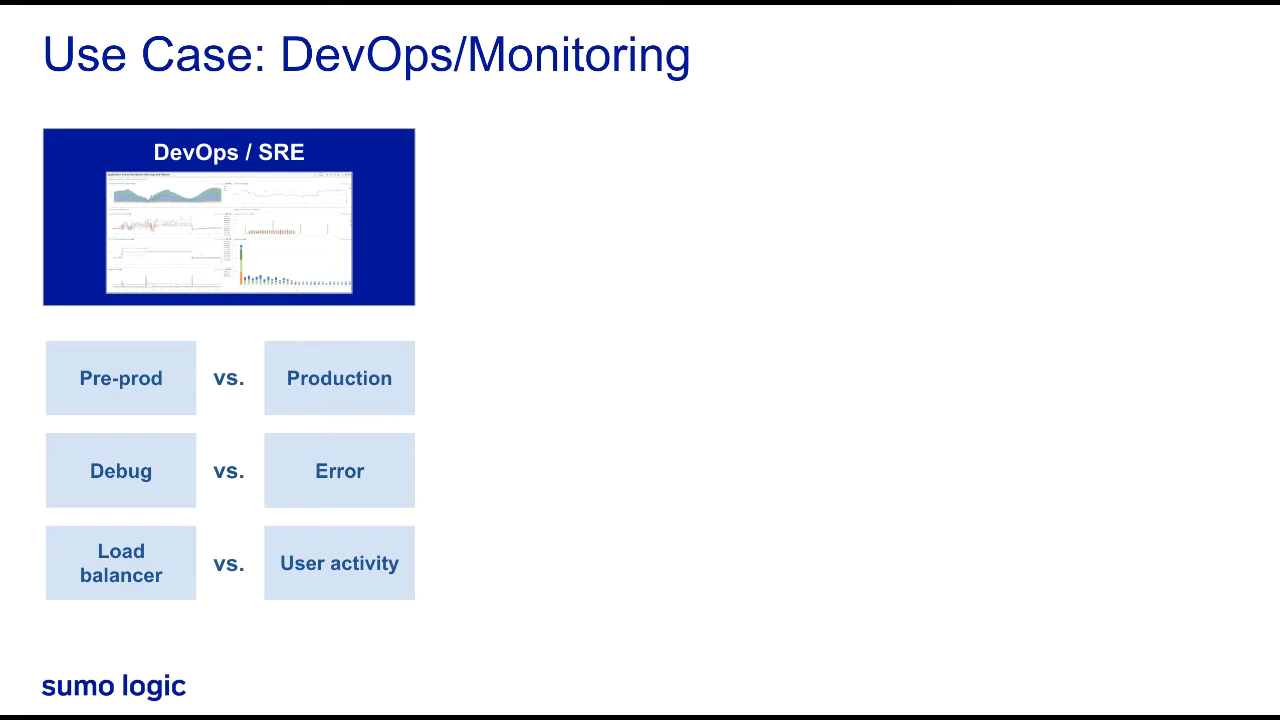 Use Case: DevOps/Monitoring
DevOps / SRE
Pre-prod vs. Production
Debug vs. Error
Load
balancer vs. User activity
sumo logic